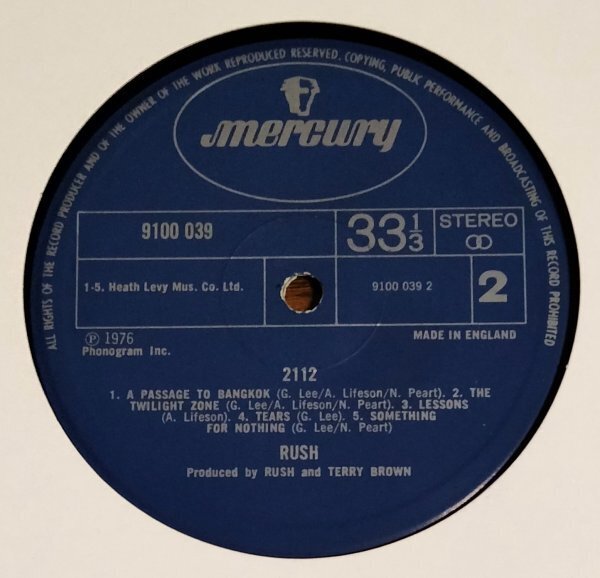 ALL RIGHTS OF THE RECORD PRODUCER AND OF THE OWNER OF THE WORK REPRODUCED RESERVED. COPYING, PUBLIC PERFORMANCE AND BROADCASTING OF THIS RECORD PROHIBITED
mercury
9100 039
33 1/3
STEREO
1-5. Heath Levy Mus. Co. Ltd.
9100 039 2
2
Ⓟ 1976
Phonogram Inc.
MADE IN ENGLAND
2112
1. A PASSAGE TO BANGKOK (G. Lee/A. Lifeson/N. Peart). 2. THE
TWILIGHT ZONE (G. Lee/A. Lifeson/N. Peart). 3. LESSONS
(A. Lifeson). 4. TEARS (G. Lee). 5. SOMETHING
FOR NOTHING (G. Lee/N. Peart)
RUSH
Produced by RUSH and TERRY BROWN